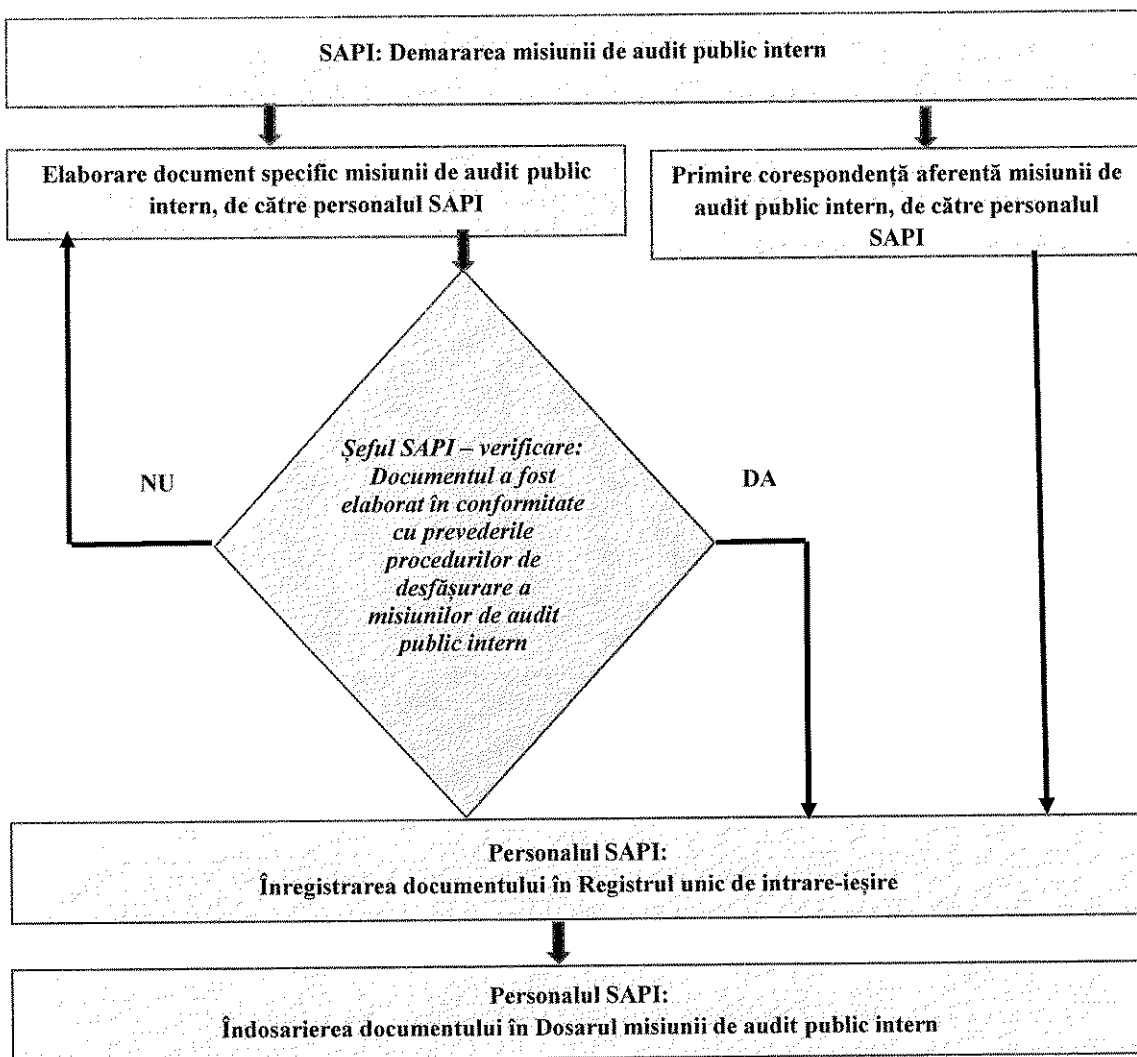 SAPI: Demararea misiunii de audit public intern
Elaborare document specific misiunii de audit public
intern, de către personalul SAPI
Primire corespondență aferentă misiunii de
audit public intern, de către personalul
SAPI
Șeful SAPI – verificare:
Documentul a fost
elaborat în conformitate
cu prevederile
procedurilor de
desfășurare a
misiunilor de audit
public intern
NU
DA
Personalul SAPI:
Înregistrarea documentului în Registrul unic de intrare-ieșire
Personalul SAPI:
Îndosarierea documentului în Dosarul misiunii de audit public intern